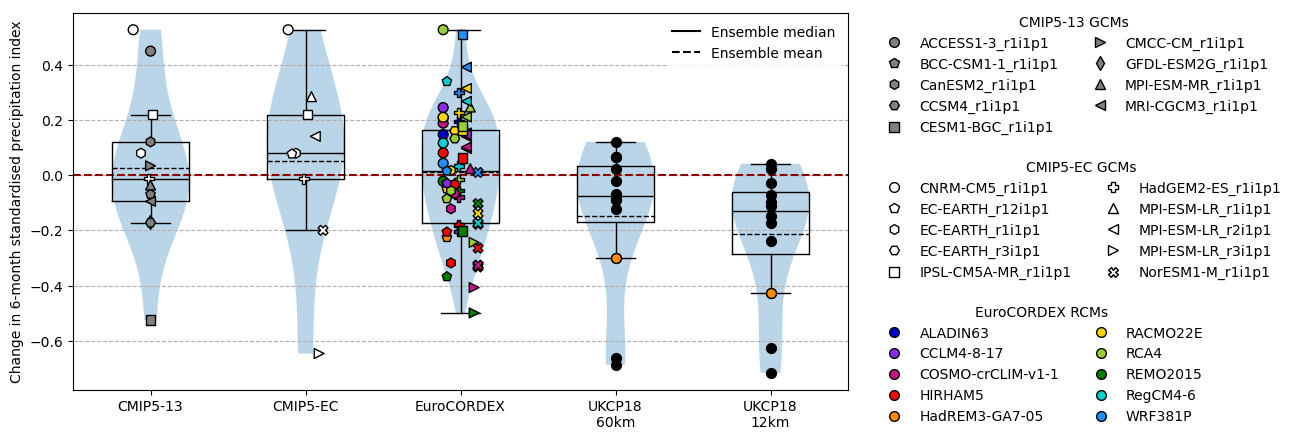 Change in 6-month standardised precipitation index
0.4
0.2
0.0
−0.2
−0.4
−0.6
Ensemble median
Ensemble mean
CMIP5-13
CMIP5-EC
EuroCORDEX
UKCP18
60km
UKCP18
12km
CMIP5-13 GCMs
ACCESS1-3_r1i1p1
BCC-CSM1-1_r1i1p1
CanESM2_r1i1p1
CCSM4_r1i1p1
CESM1-BGC_r1i1p1
CMCC-CM_r1i1p1
GFDL-ESM2G_r1i1p1
MPI-ESM-MR_r1i1p1
MRI-CGCM3_r1i1p1
CMIP5-EC GCMs
CNRM-CM5_r1i1p1
EC-EARTH_r12i1p1
EC-EARTH_r1i1p1
EC-EARTH_r3i1p1
IPSL-CM5A-MR_r1i1p1
HadGEM2-ES_r1i1p1
MPI-ESM-LR_r1i1p1
MPI-ESM-LR_r2i1p1
MPI-ESM-LR_r3i1p1
NorESM1-M_r1i1p1
EuroCORDEX RCMs
ALADIN63
CCLM4-8-17
COSMO-crCLIM-v1-1
HIRHAM5
HadREM3-GA7-05
RACMO22E
RCA4
REMO2015
RegCM4-6
WRF381P